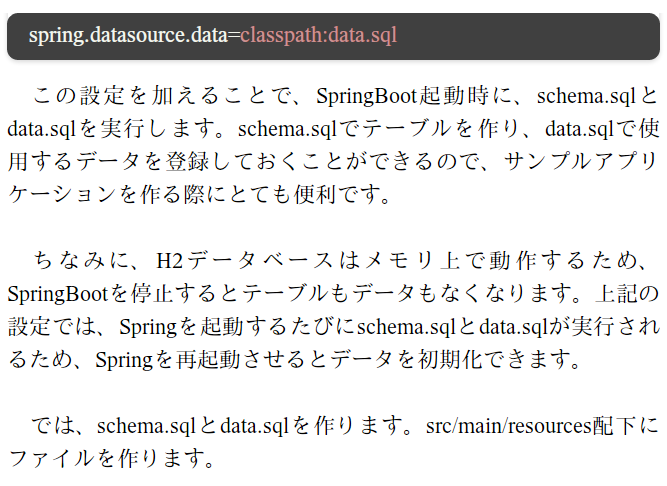 spring.datasource.data=classpath:data.sql
この設定を加えることで、SpringBoot起動時に、schema.sqlと
data.sqlを実行します。schema.sqlでテーブルを作り、data.sqlで使
用するデータを登録しておくことができるので、サンプルアプリ
ケーションを作る際にとても便利です。
ちなみに、H2データベースはメモリ上で動作するため、
SpringBootを停止するとテーブルもデータもなくなります。上記の
設定では、Springを起動するたびにschema.sqlとdata.sqlが実行され
るため、Springを再起動させるとデータを初期化できます。
では、schema.sqlとdata.sqlを作ります。src/main/resources配下に
ファイルを作ります。